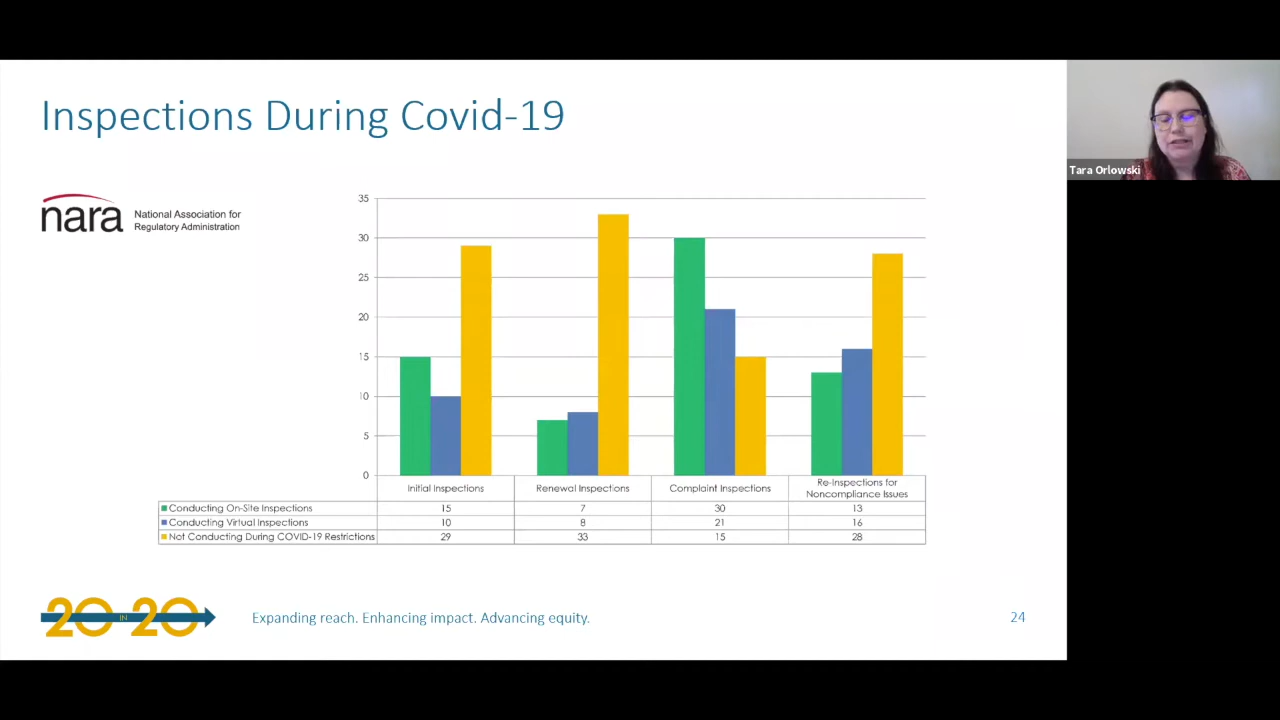 Inspections During Covid-19
Tara Orlowski
nara
National Association for
Regulatory Administration
35
30
25
20
15
10
5
0
Initial Inspections
Renewal Inspections
Complaint Inspections
Re-Inspections for
Noncompliance Issues
Conducting On-Site Inspections 15 7 30 13
Conducting Virtual Inspections 10 8 21 16
Not Conducting During COVID-19 Restrictions 29 33 15 28
20 IN 20
Expanding reach. Enhancing impact. Advancing equity.
24